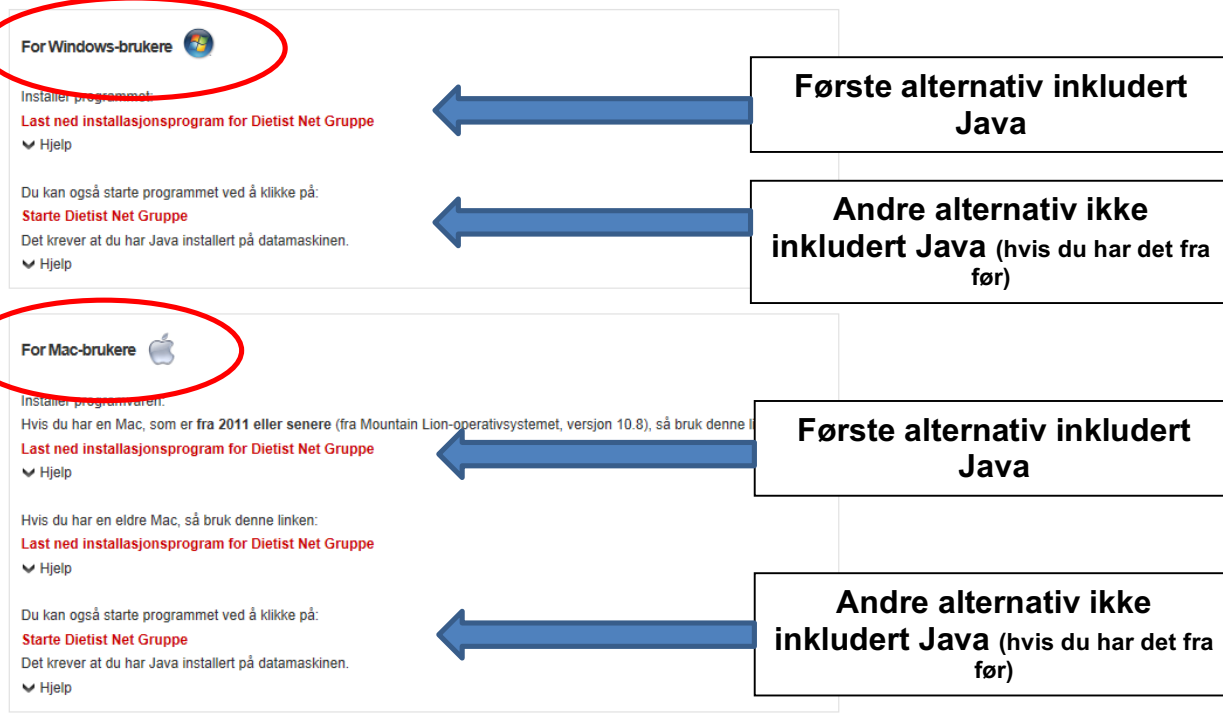 For Windows-brukere
Installer programmet:
Last ned installasjonsprogram for Dietist Net Gruppe
Hjelp
Du kan også starte programmet ved å klikke på:
Starte Dietist Net Gruppe
Det krever at du har Java installert på datamaskinen.
Hjelp
Første alternativ inkludert
Java
Andre alternativ ikke
inkludert Java (hvis du har det fra
før)
For Mac-brukere
Installer programvaren:
Hvis du har en Mac, som er fra 2011 eller senere (fra Mountain Lion-operativsystemet, versjon 10.8), så bruk denne
Last ned installasjonsprogram for Dietist Net Gruppe
Hjelp
Hvis du har en eldre Mac, så bruk denne linken:
Last ned installasjonsprogram for Dietist Net Gruppe
Hjelp
Du kan også starte programmet ved å klikke på:
Starte Dietist Net Gruppe
Det krever at du har Java installert på datamaskinen.
Hjelp
Første alternativ inkludert
Java
Andre alternativ ikke
inkludert Java (hvis du har det fra
før)